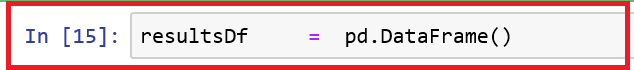 In [15]: resultsDf = pd.DataFrame()